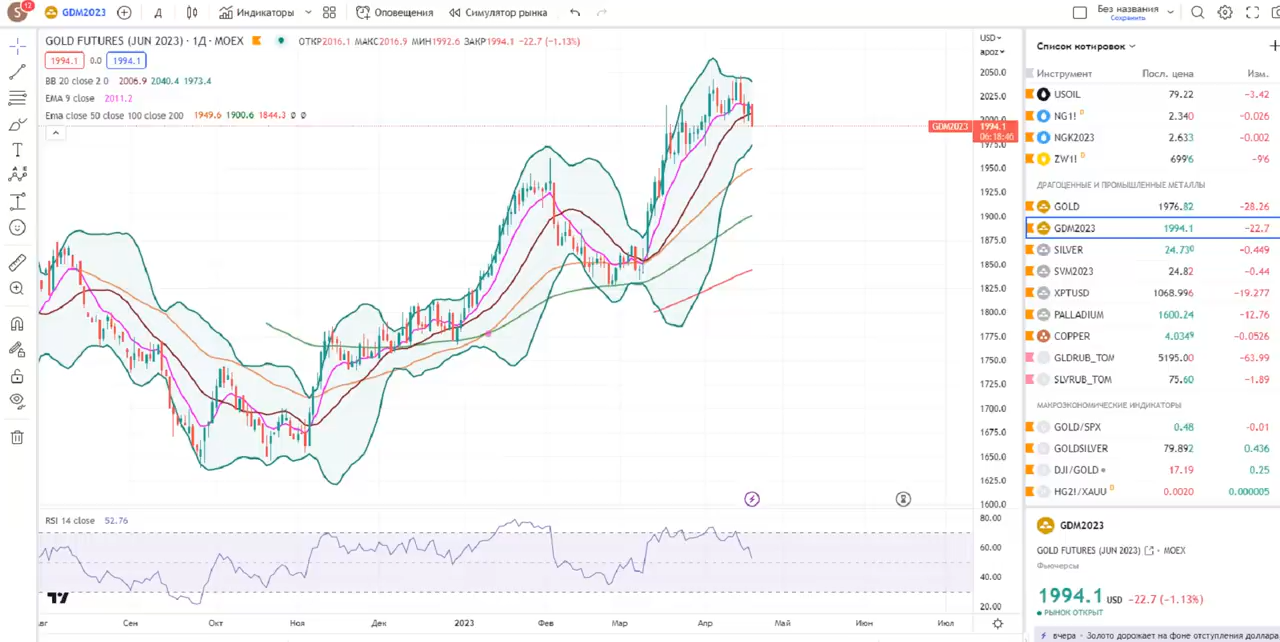 S 12 GDM2023 Д Индикаторы Оповещения Симулятор рынка Без названия
Сохранить
GOLD FUTURES (JUN 2023) · 1Д · MOEX ОТКР2016.1 МАКС2016.9 МИН1992.6 ЗАКР1994.1 −22.7 (−1.13%)
1994.1 0.0 1994.1
BB 20 close 2 0 2006.9 2040.4 1973.4
EMA 9 close 2011.2
Ema close 50 close 100 close 200 1949.6 1900.6 1844.3 ∅ ∅
USD
apoz
2050.0
2025.0
2000.0
GDM2023 1994.1
06:18:46
1975.0
1950.0
1925.0
1900.0
1875.0
1850.0
1825.0
1800.0
1775.0
1750.0
1725.0
1700.0
1675.0
1650.0
1625.0
1600.0
RSI 14 close 52.76
80.00
60.00
40.00
20.00
Сен Окт Ноя Дек 2023 Фев Мар Апр Май Июн Июл
Список котировок
Инструмент Посл. цена Изм.
USOIL 79.22 −3.42
NG1! D 2.340 −0.026
NGK2023 2.633 −0.002
ZW1! D 699'6 −9'6
ДРАГОЦЕННЫЕ И ПРОМЫШЛЕННЫЕ МЕТАЛЛЫ
GOLD 1976.82 −28.26
GDM2023 1994.1 −22.7
SILVER 24.730 −0.449
SVM2023 24.82 −0.44
XPTUSD 1068.996 −19.277
PALLADIUM 1600.24 −12.76
COPPER 4.0349 −0.0526
GLDRUB_TOM 5195.00 −63.99
SLVRUB_TOM 75.60 −1.89
МАКРОЭКОНОМИЧЕСКИЕ ИНДИКАТОРЫ
GOLD/SPX 0.48 −0.01
GOLDSILVER 79.892 0.436
DJI/GOLD 17.19 0.25
HG2!/XAUU D 0.0020 0.000005
GDM2023
GOLD FUTURES (JUN 2023) · MOEX
Фьючерсы
1994.1 USD −22.7 (−1.13%)
РЫНОК ОТКРЫТ
вчера · Золото дорожает на фоне отступления доллара